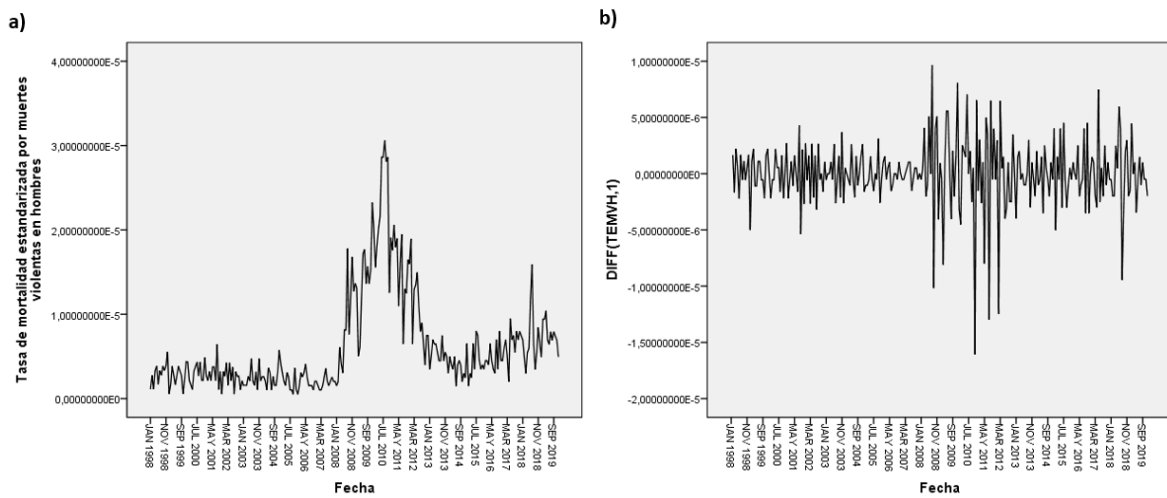 a)
Tasa de mortalidad estandarizada por muertes
violentas en hombres
4,00000000E-5
3,00000000E-5
2,00000000E-5
1,00000000E-5
0,00000000E0
JAN 1998
NOV 1998
SEP 1999
JUL 2000
MAY 2001
MAR 2002
JAN 2003
NOV 2003
SEP 2004
JUL 2005
MAY 2006
MAR 2007
JAN 2008
NOV 2008
SEP 2009
JUL 2010
MAY 2011
MAR 2012
JAN 2013
NOV 2013
SEP 2014
JUL 2015
MAY 2016
MAR 2017
JAN 2018
NOV 2018
SEP 2019
Fecha
b)
DIFF(TEMVH,1)
1,00000000E-5
5,00000000E-6
0,00000000E0
-5,00000000E-6
-1,00000000E-5
-1,50000000E-5
-2,00000000E-5
JAN 1998
NOV 1998
SEP 1999
JUL 2000
MAY 2001
MAR 2002
JAN 2003
NOV 2003
SEP 2004
JUL 2005
MAY 2006
MAR 2007
JAN 2008
NOV 2008
SEP 2009
JUL 2010
MAY 2011
MAR 2012
JAN 2013
NOV 2013
SEP 2014
JUL 2015
MAY 2016
MAR 2017
JAN 2018
NOV 2018
SEP 2019
Fecha